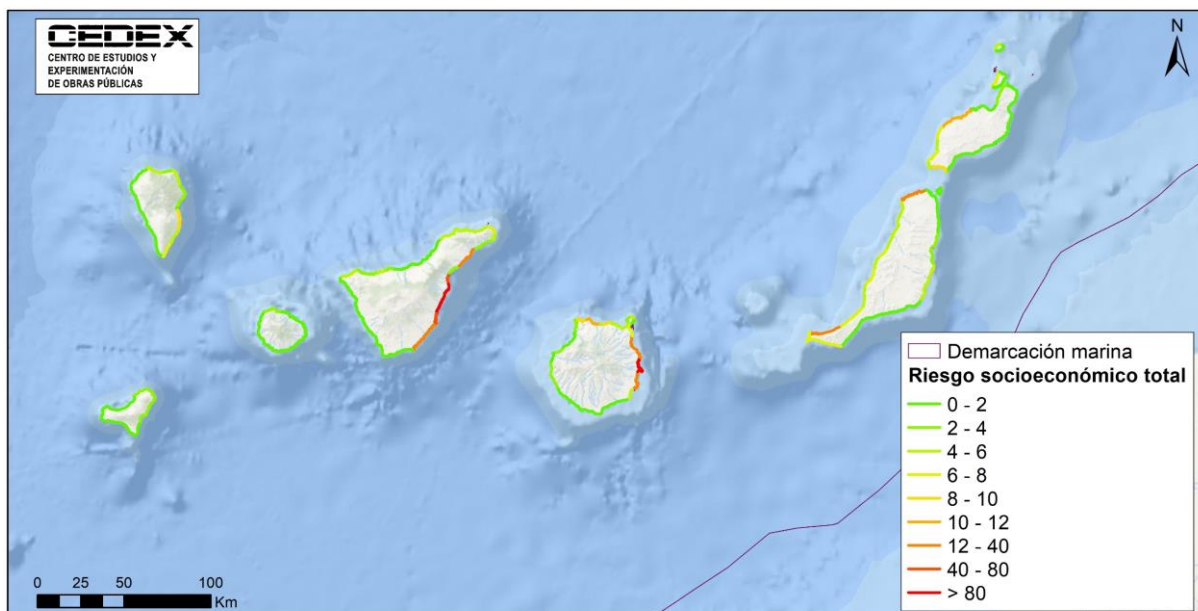 CEDEX
CENTRO DE ESTUDIOS Y
EXPERIMENTACIÓN
DE OBRAS PÚBLICAS
N
Demarcación marina
Riesgo socioeconómico total
0 - 2
2 - 4
4 - 6
6 - 8
8 - 10
10 - 12
12 - 40
40 - 80
> 80
0 25 50 100
Km